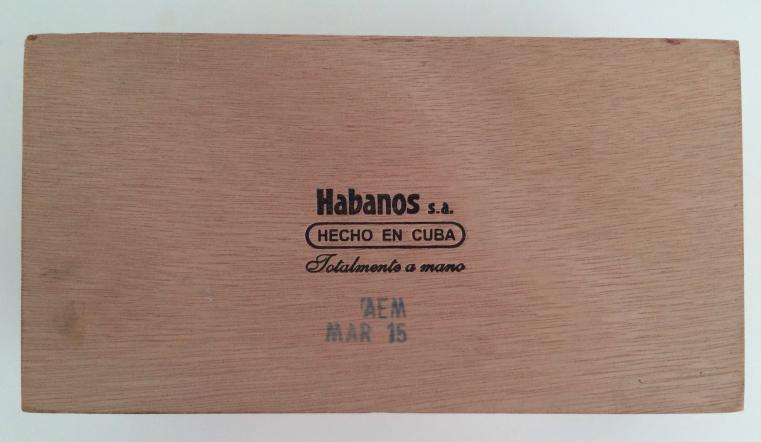 Habanos s.a.
HECHO EN CUBA
Totalmente a mano
AEM
MAR 15